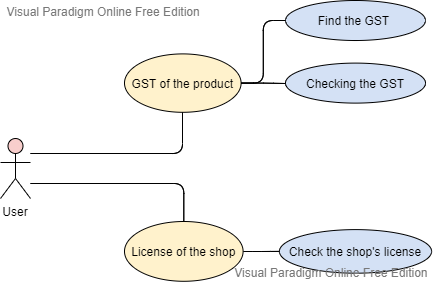 Visual Paradigm Online Free Edition
Find the GST
GST of the product
Checking the GST
User
License of the shop
Check the shop's license
Visual Paradigm Online Free Edition